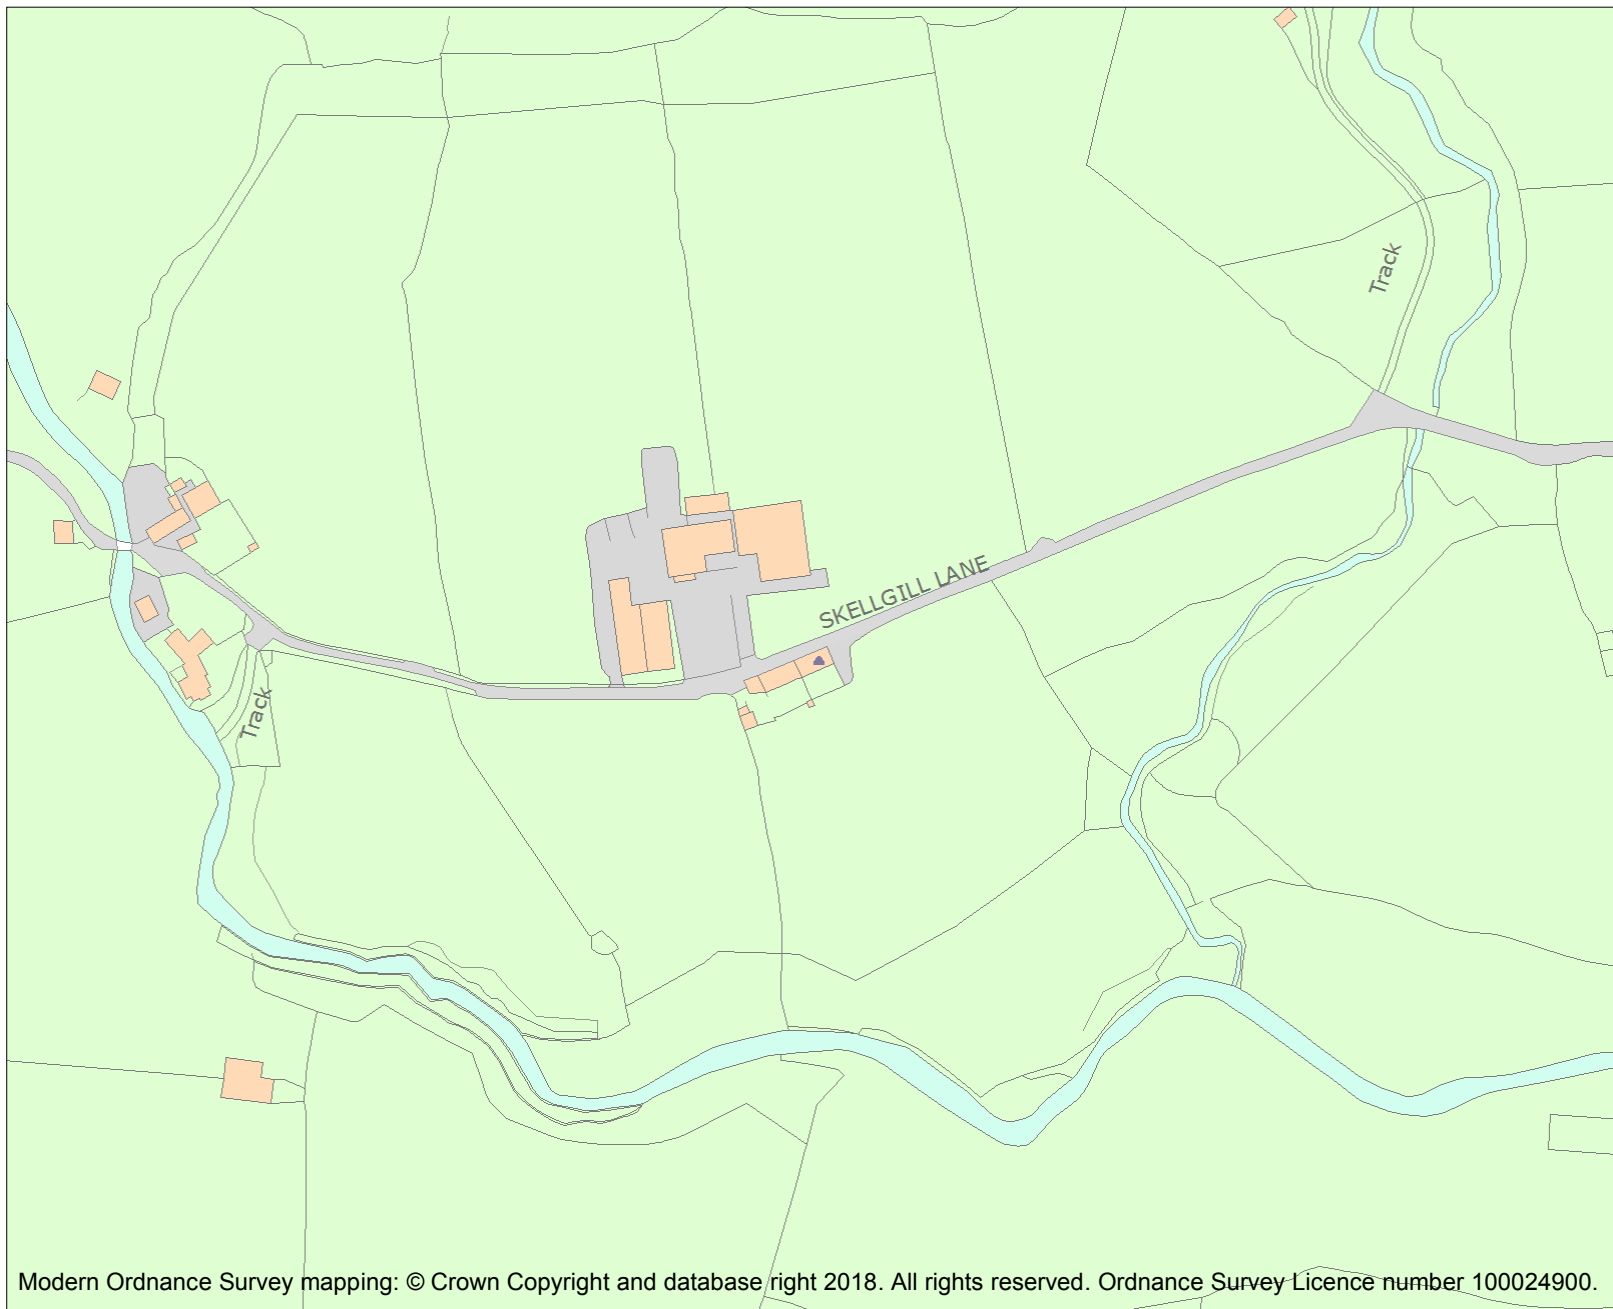 Track
SKELLGILL LANE
Track
Modern Ordnance Survey mapping: © Crown Copyright and database right 2018. All rights reserved. Ordnance Survey Licence number 100024900.